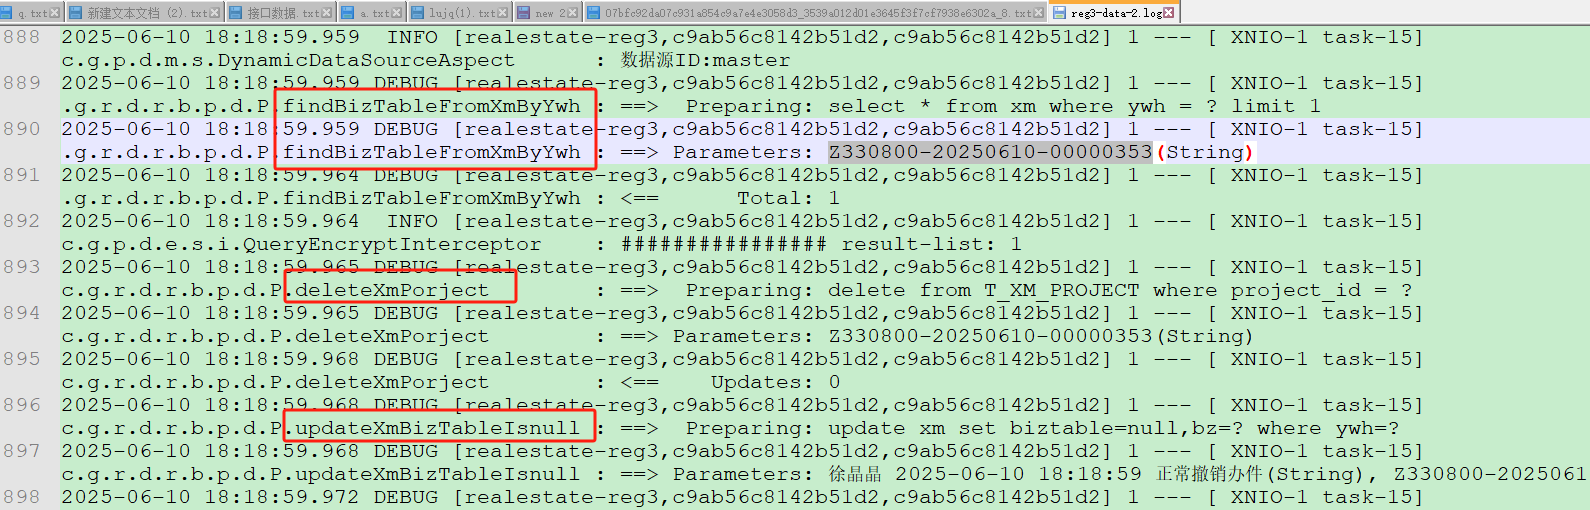 q.txt 新建文本文档 (2).txt 接口数据.txt a.txt lujq(1).txt new 2 07bfc92da07c931a854c9a7e4e3058d3_3539a012d01e3645f3f7cf7938e6302a_8.txt reg3-data-2.log
888 2025-06-10 18:18:59.959  INFO [realestate-reg3,c9ab56c8142b51d2,c9ab56c8142b51d2] 1 --- [ XNIO-1 task-15]
c.g.p.d.m.s.DynamicDataSourceAspect      : 数据源ID:master
889 2025-06-10 18:18:59.959 DEBUG [realestate-reg3,c9ab56c8142b51d2,c9ab56c8142b51d2] 1 --- [ XNIO-1 task-15]
.g.r.d.r.b.p.d.P.findBizTableFromXmByYwh : ==>  Preparing: select * from xm where ywh = ? limit 1
890 2025-06-10 18:18:59.959 DEBUG [realestate-reg3,c9ab56c8142b51d2,c9ab56c8142b51d2] 1 --- [ XNIO-1 task-15]
.g.r.d.r.b.p.d.P.findBizTableFromXmByYwh : ==> Parameters: Z330800-20250610-00000353(String)
891 2025-06-10 18:18:59.964 DEBUG [realestate-reg3,c9ab56c8142b51d2,c9ab56c8142b51d2] 1 --- [ XNIO-1 task-15]
.g.r.d.r.b.p.d.P.findBizTableFromXmByYwh : <==      Total: 1
892 2025-06-10 18:18:59.964  INFO [realestate-reg3,c9ab56c8142b51d2,c9ab56c8142b51d2] 1 --- [ XNIO-1 task-15]
c.g.p.d.e.s.i.QueryEncryptInterceptor    : ################ result-list: 1
893 2025-06-10 18:18:59.965 DEBUG [realestate-reg3,c9ab56c8142b51d2,c9ab56c8142b51d2] 1 --- [ XNIO-1 task-15]
c.g.r.d.r.b.p.d.P.deleteXmPorject        : ==>  Preparing: delete from T_XM_PROJECT where project_id = ?
894 2025-06-10 18:18:59.965 DEBUG [realestate-reg3,c9ab56c8142b51d2,c9ab56c8142b51d2] 1 --- [ XNIO-1 task-15]
c.g.r.d.r.b.p.d.P.deleteXmPorject        : ==> Parameters: Z330800-20250610-00000353(String)
895 2025-06-10 18:18:59.968 DEBUG [realestate-reg3,c9ab56c8142b51d2,c9ab56c8142b51d2] 1 --- [ XNIO-1 task-15]
c.g.r.d.r.b.p.d.P.deleteXmPorject        : <==    Updates: 0
896 2025-06-10 18:18:59.968 DEBUG [realestate-reg3,c9ab56c8142b51d2,c9ab56c8142b51d2] 1 --- [ XNIO-1 task-15]
c.g.r.d.r.b.p.d.P.updateXmBizTableIsnull : ==>  Preparing: update xm set biztable=null,bz=? where ywh=?
897 2025-06-10 18:18:59.968 DEBUG [realestate-reg3,c9ab56c8142b51d2,c9ab56c8142b51d2] 1 --- [ XNIO-1 task-15]
c.g.r.d.r.b.p.d.P.updateXmBizTableIsnull : ==> Parameters: 徐晶晶 2025-06-10 18:18:59 正常撤销办件(String), Z330800-2025061
898 2025-06-10 18:18:59.972 DEBUG [realestate-reg3,c9ab56c8142b51d2,c9ab56c8142b51d2] 1 --- [ XNIO-1 task-15]